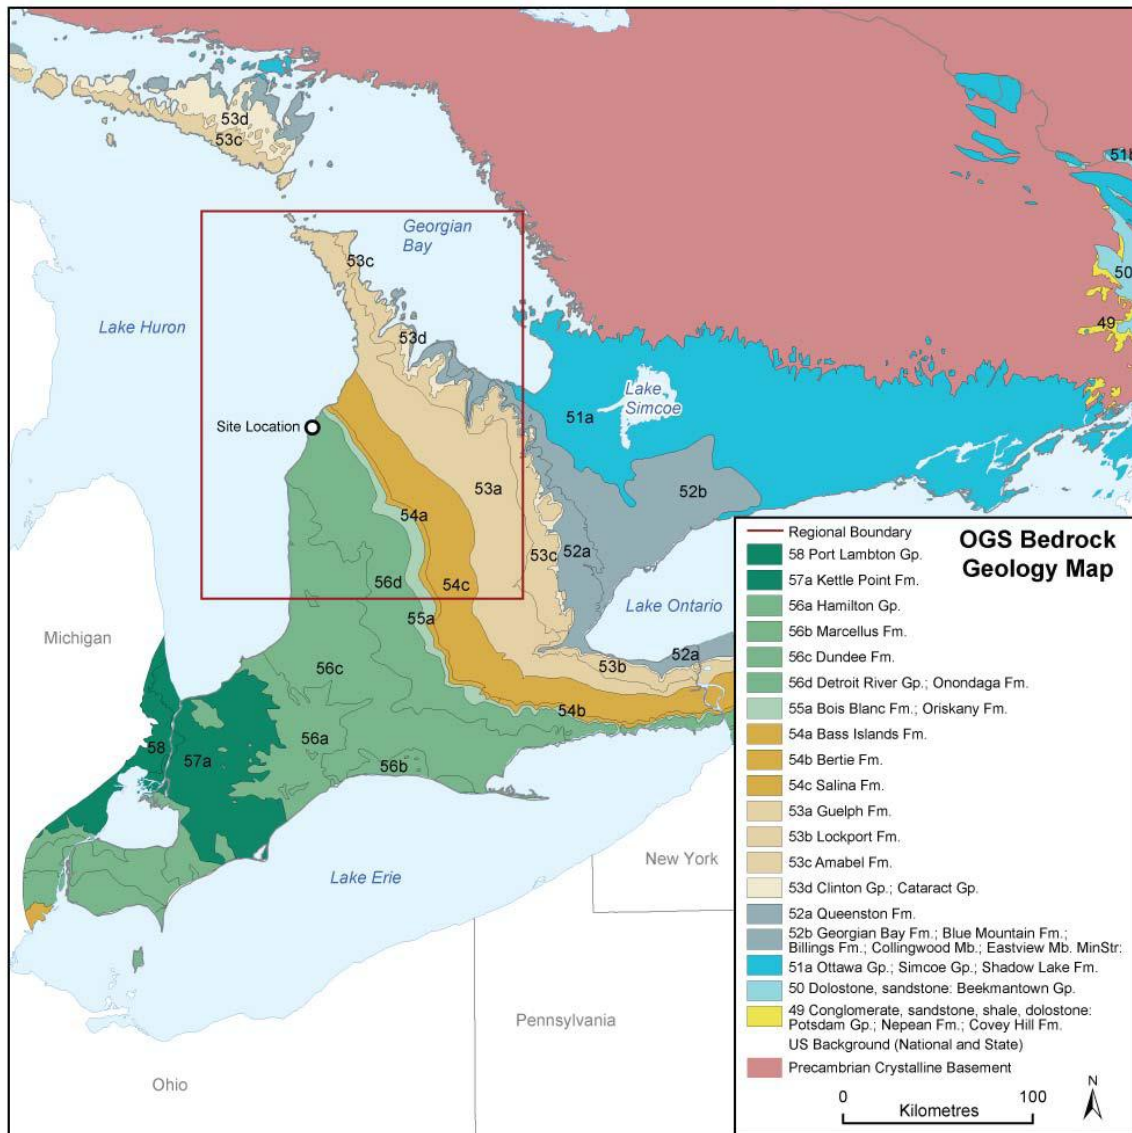 53d
53c
51b
Georgian
Bay
53c
50
Lake Huron
49
53d
Lake
Simcoe
51a
Site Location
53a
52b
54a
53c
52a
56d
54c
Lake Ontario
55a
Michigan
53b
52a
56c
54b
58
57a
56a
56b
New York
Lake Erie
Pennsylvania
Ohio
OGS Bedrock
Geology Map
Regional Boundary
58 Port Lambton Gp.
57a Kettle Point Fm.
56a Hamilton Gp.
56b Marcellus Fm.
56c Dundee Fm.
56d Detroit River Gp.; Onondaga Fm.
55a Bois Blanc Fm.; Oriskany Fm.
54a Bass Islands Fm.
54b Bertie Fm.
54c Salina Fm.
53a Guelph Fm.
53b Lockport Fm.
53c Amabel Fm.
53d Clinton Gp.; Cataract Gp.
52a Queenston Fm.
52b Georgian Bay Fm.; Blue Mountain Fm.;
Billings Fm.; Collingwood Mb.; Eastview Mb. MinStr:
51a Ottawa Gp.; Simcoe Gp.; Shadow Lake Fm.
50 Dolostone, sandstone: Beekmantown Gp.
49 Conglomerate, sandstone, shale, dolostone:
Potsdam Gp.; Nepean Fm.; Covey Hill Fm.
US Background (National and State)
Precambrian Crystalline Basement
0 100
Kilometres
N